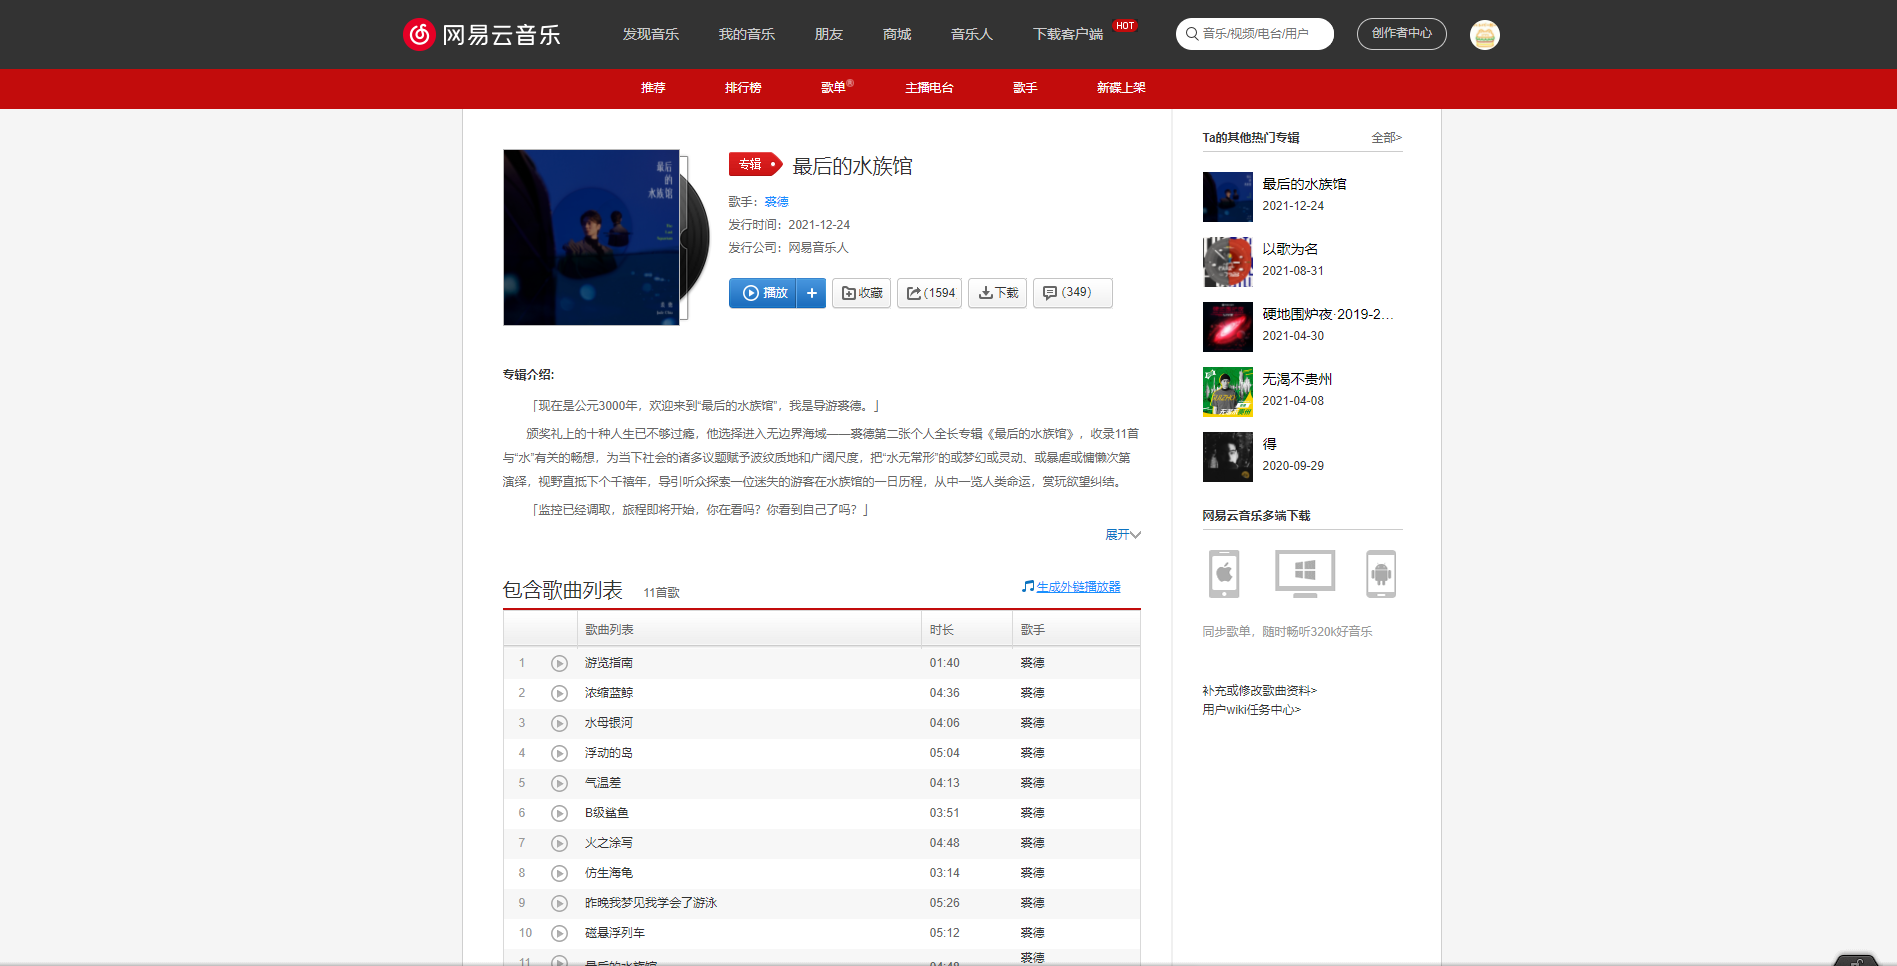 网易云音乐
发现音乐 我的音乐 朋友 商城 音乐人 下载客户端 HOT
音乐/视频/电台/用户
创作者中心
推荐 排行榜 歌单® 主播电台 歌手 新碟上架
最后
的
水族馆
专辑 最后的水族馆
歌手：裘德
发行时间：2021-12-24
发行公司：网易音乐人
播放 + 收藏 (1594 下载 (349)
专辑介绍:
「现在是公元3000年，欢迎来到“最后的水族馆”，我是导游裘德。」
颁奖礼上的十种人生已不够过瘾，他选择进入无边界海域——裘德第二张个人全长专辑《最后的水族馆》，收录11首
与“水”有关的畅想，为当下社会的诸多议题赋予波纹质地和广阔尺度，把“水无常形”的或梦幻或灵动、或暴虐或慵懒次第
演绎，视野直抵下个千禧年，导引听众探索一位迷失的游客在水族馆的一日历程，从中一览人类命运，赏玩欲望纠结。
「监控已经调取，旅程即将开始，你在看吗？你看到自己了吗？」
展开
包含歌曲列表 11首歌 生成外链播放器
歌曲列表 时长 歌手
1 游览指南 01:40 裘德
2 浓缩蓝鲸 04:36 裘德
3 水母银河 04:06 裘德
4 浮动的岛 05:04 裘德
5 气温差 04:13 裘德
6 B级鲨鱼 03:51 裘德
7 火之涂写 04:48 裘德
8 仿生海龟 03:14 裘德
9 昨晚我梦见我学会了游泳 05:26 裘德
10 磁悬浮列车 05:12 裘德
11 最后的水族馆 04:48 裘德
Ta的其他热门专辑 全部>
最后的水族馆
2021-12-24
以歌为名
2021-08-31
硬地围炉夜·2019-2...
2021-04-30
无渴不贵州
2021-04-08
得
2020-09-29
网易云音乐多端下载
同步歌单，随时畅听320k好音乐
补充或修改歌曲资料>
用户wiki任务中心>